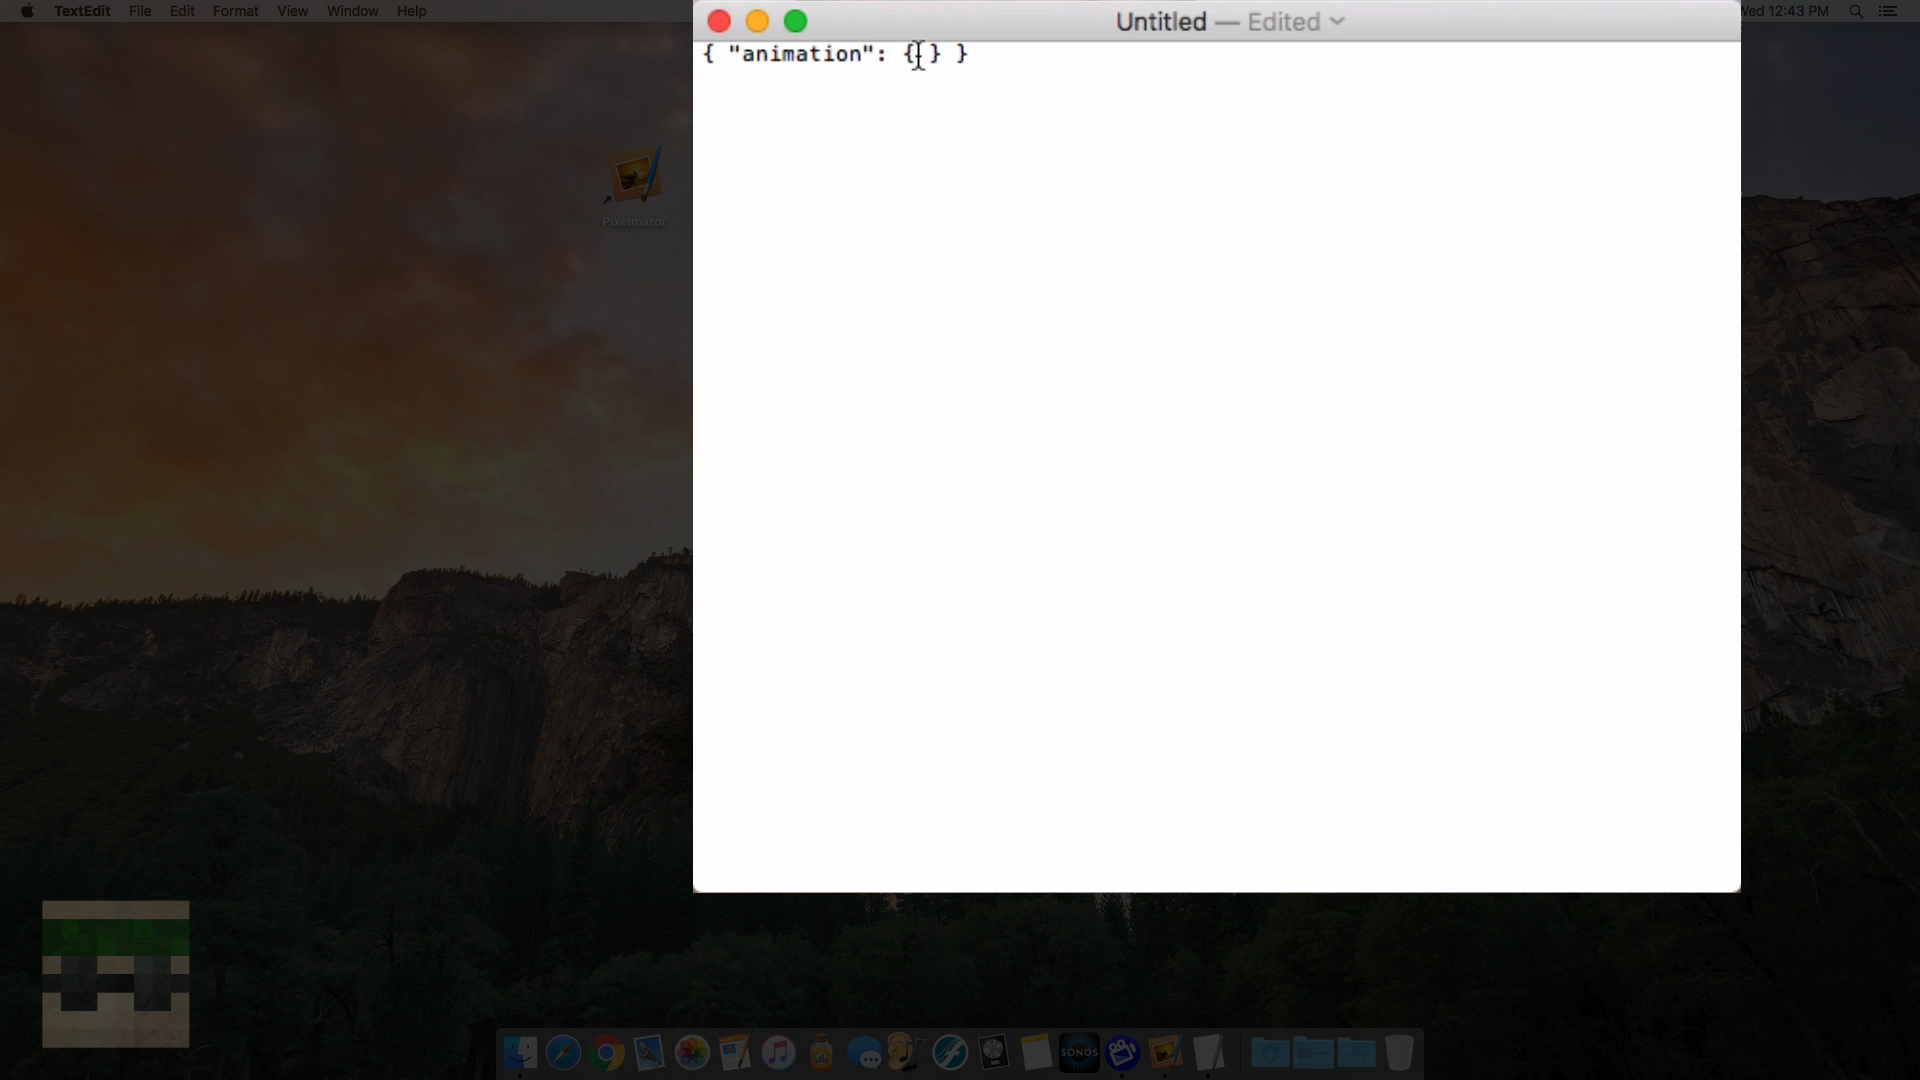 TextEdit File Edit Format View Window Help
Untitled — Edited
Wed 12:43 PM
{ "animation": {} }
Pixelmator
SONOS